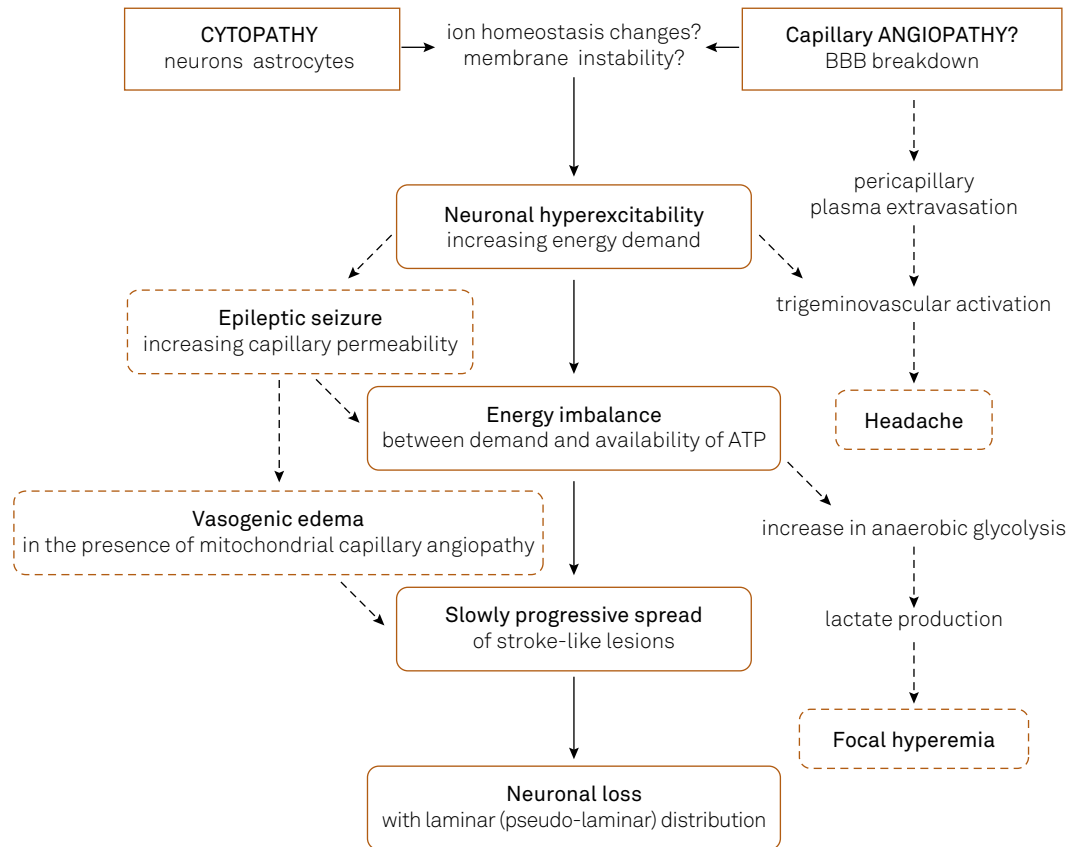 CYTOPATHY
neurons astrocytes
ion homeostasis changes?
membrane instability?
Capillary ANGIOPATHY?
BBB breakdown
pericapillary
plasma extravasation
Neuronal hyperexcitability
increasing energy demand
trigeminovascular activation
Epileptic seizure
increasing capillary permeability
Energy imbalance
between demand and availability of ATP
Headache
Vasogenic edema
in the presence of mitochondrial capillary angiopathy
increase in anaerobic glycolysis
Slowly progressive spread
of stroke-like lesions
lactate production
Focal hyperemia
Neuronal loss
with laminar (pseudo-laminar) distribution